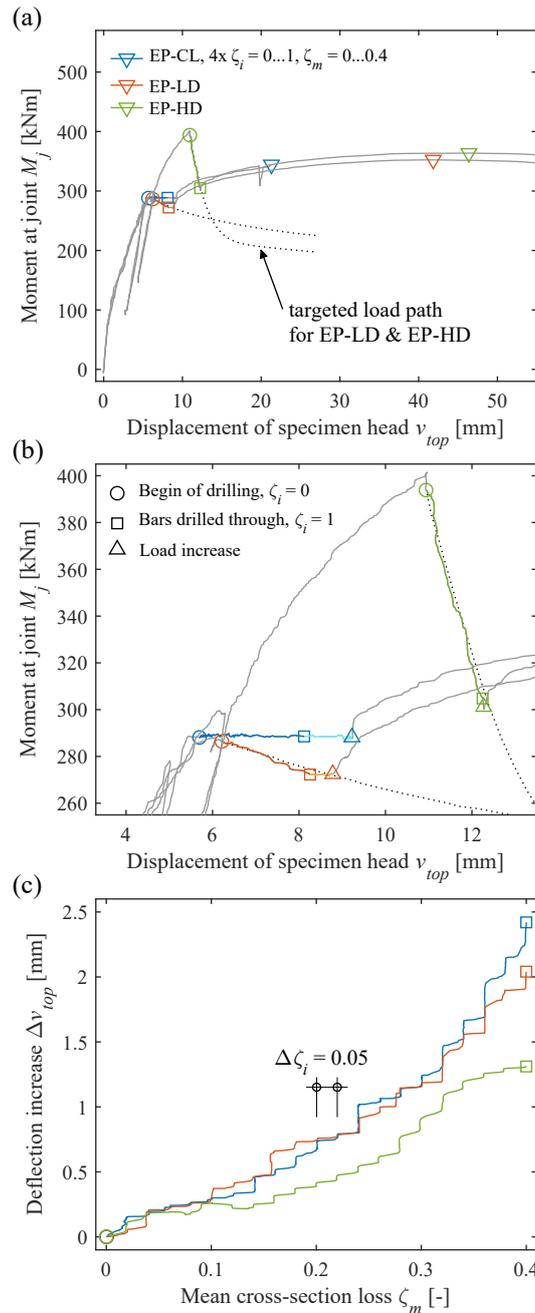 (a)
500
400
300
200
100
0
Moment at joint M_j [kNm]
EP-CL, 4x ζ_i = 0...1, ζ_m = 0...0.4
EP-LD
EP-HD
targeted load path
for EP-LD & EP-HD
0 10 20 30 40 50
Displacement of specimen head v_top [mm]
(b)
400
380
360
340
320
300
280
260
Moment at joint M_j [kNm]
Begin of drilling, ζ_i = 0
Bars drilled through, ζ_i = 1
Load increase
4 6 8 10 12
Displacement of specimen head v_top [mm]
(c)
2.5
2
1.5
1
0.5
0
Deflection increase Δv_top [mm]
Δζ_i = 0.05
0 0.1 0.2 0.3 0.4
Mean cross-section loss ζ_m [-]